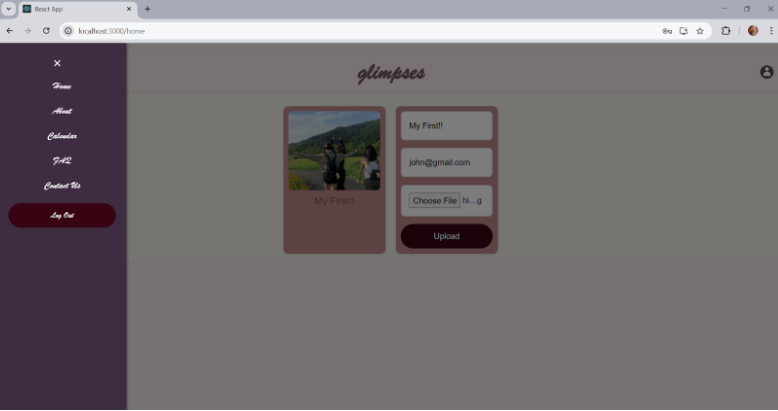 React App
localhost:3000/home
glimpses
Home
About
Calendar
FAQ
Contact Us
Log Out
My First!!
My First!!
john@gmail.com
Choose File hi...g
Upload